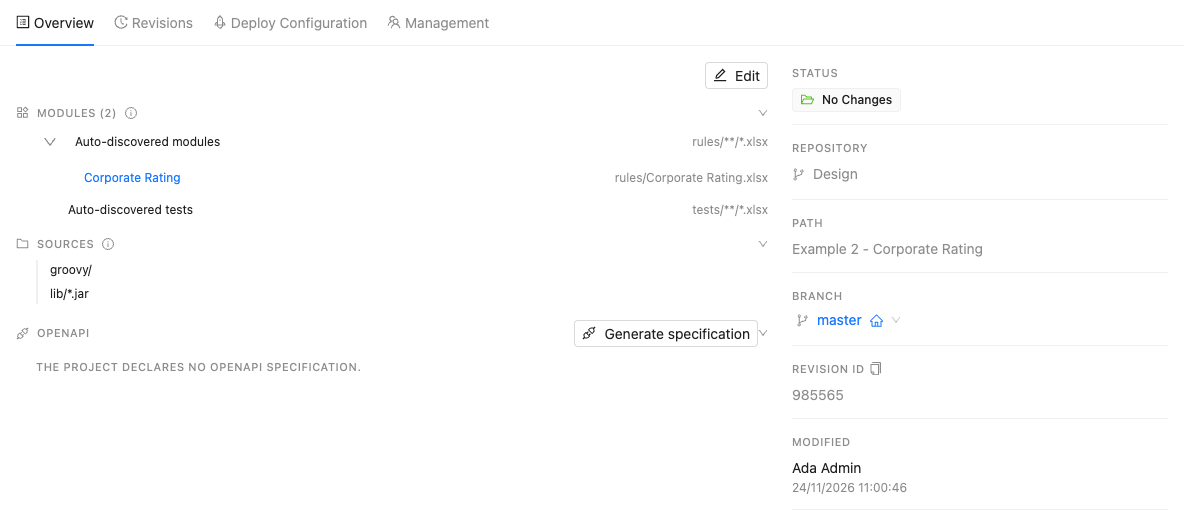 Overview
Revisions
Deploy Configuration
Management
Edit
MODULES (2)
Auto-discovered modules
rules/**/*.xlsx
Corporate Rating
rules/Corporate Rating.xlsx
Auto-discovered tests
tests/**/*.xlsx
SOURCES
groovy/
lib/*.jar
OPENAPI
Generate specification
THE PROJECT DECLARES NO OPENAPI SPECIFICATION.
STATUS
No Changes
REPOSITORY
Design
PATH
Example 2 - Corporate Rating
BRANCH
master
REVISION ID
985565
MODIFIED
Ada Admin
24/11/2026 11:00:46